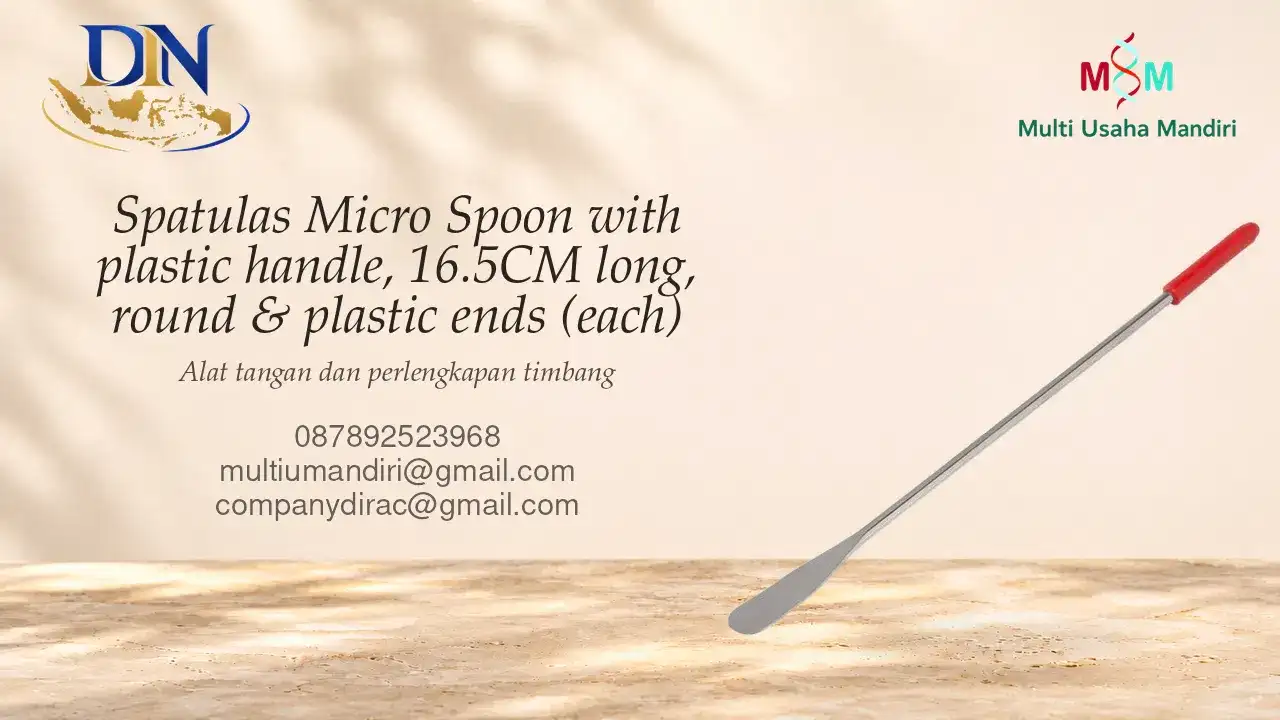 DIN
M M
Multi Usaha Mandiri
Spatulas Micro Spoon with
plastic handle, 16.5CM long,
round & plastic ends (each)
Alat tangan dan perlengkapan timbang
087892523968
multiumandiri@gmail.com
companydirac@gmail.com